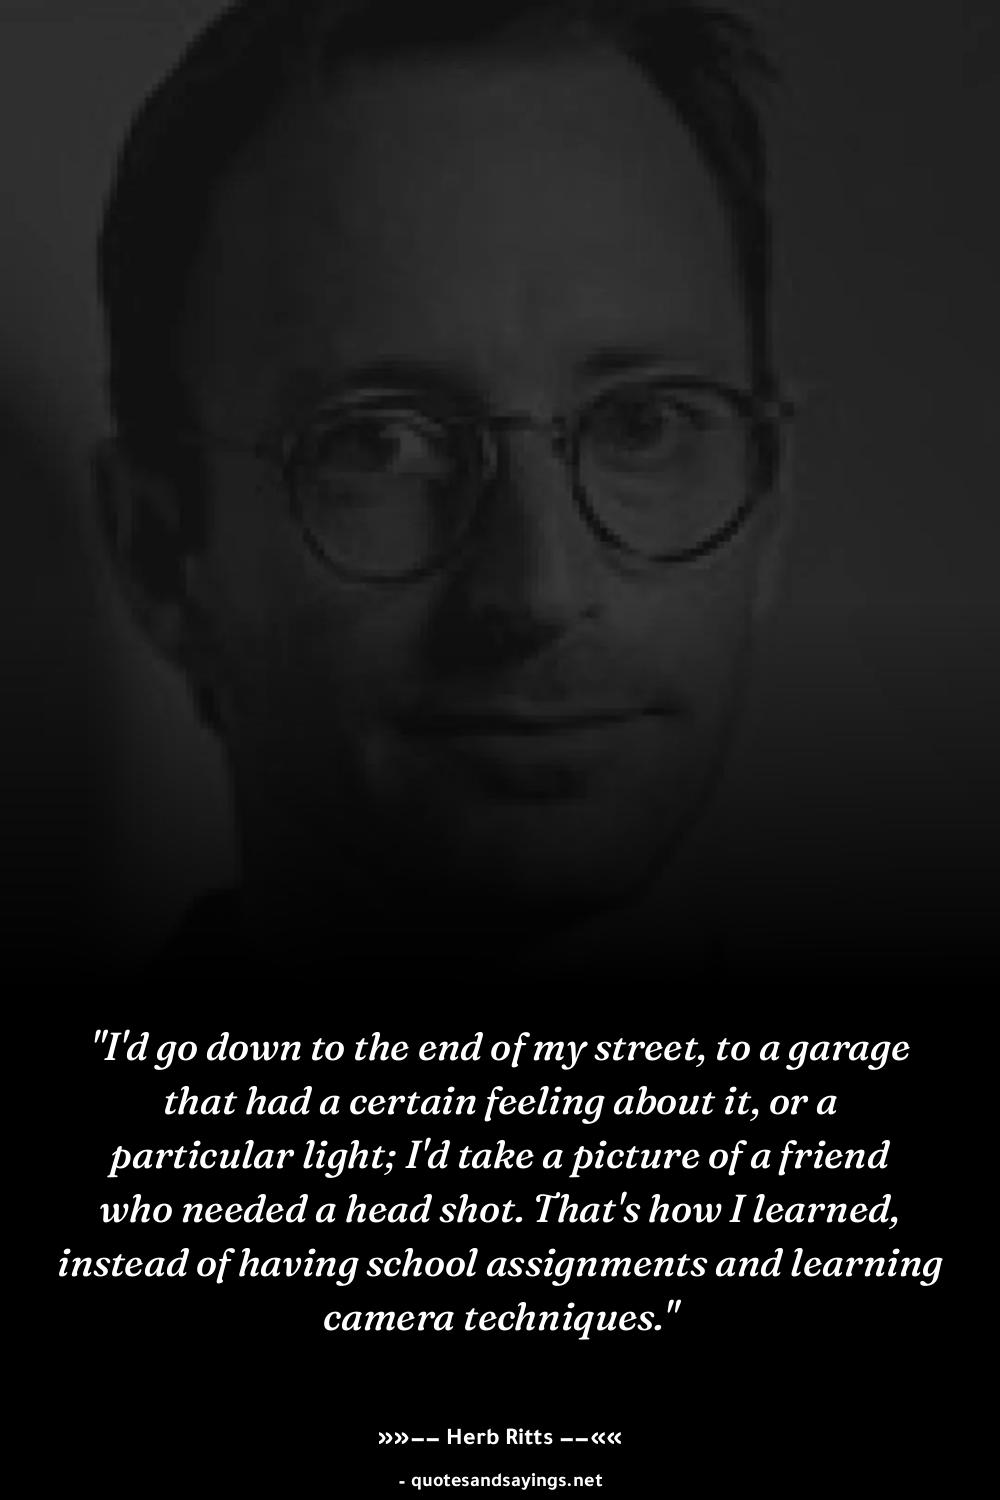 "I'd go down to the end of my street, to a garage
that had a certain feeling about it, or a
particular light; I'd take a picture of a friend
who needed a head shot. That's how I learned,
instead of having school assignments and learning
camera techniques."
»»−− Herb Ritts −−««
- quotesandsayings.net